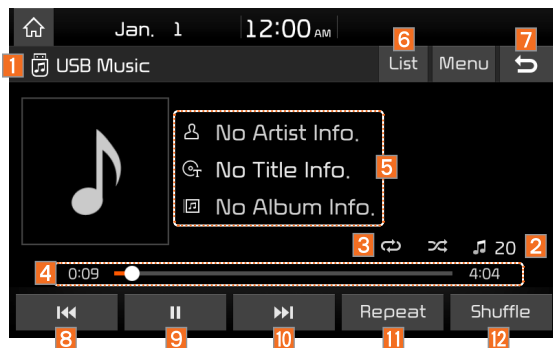 Jan. 1 12:00 AM
6 7
1 USB Music List Menu
No Artist Info.
No Title Info. 5
No Album Info.
3 20 2
4 0:09 4:04
Repeat Shuffle
8 9 10 11 12